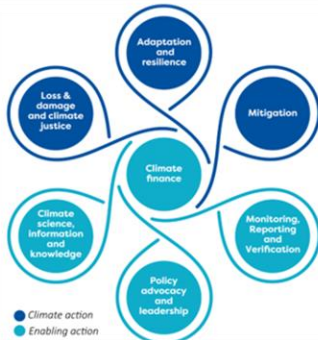 Adaptation
and
resilience
Loss &
damage
and climate
justice
Mitigation
Climate
finance
Climate
science,
information
and
knowledge
Monitoring,
Reporting
and
Verification
Policy
advocacy
and
leadership
Climate action
Enabling action